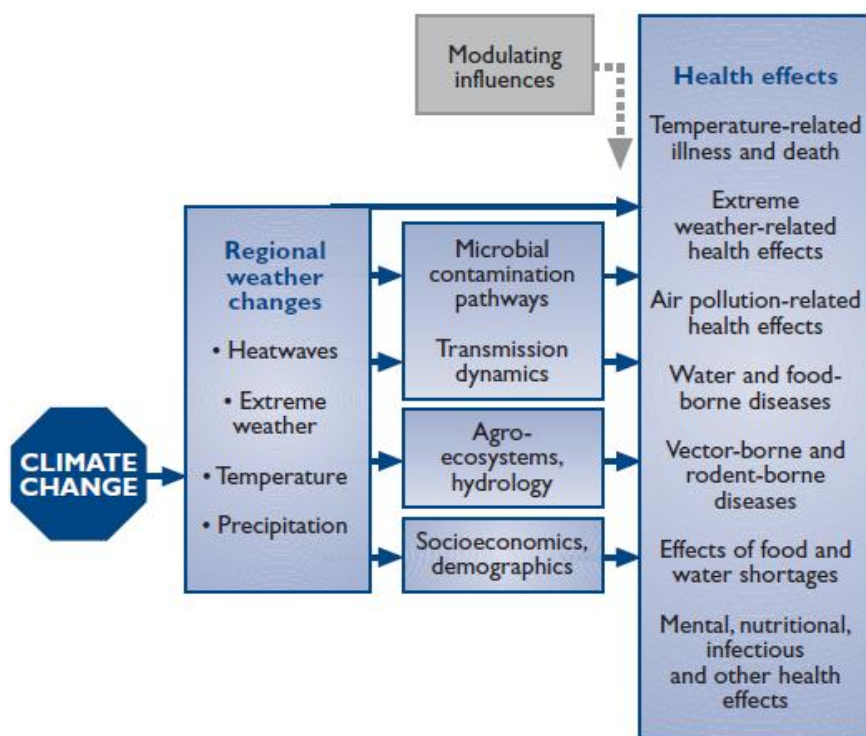 Modulating
influences
Health effects
Temperature-related
illness and death
Extreme
weather-related
health effects
Air pollution-related
health effects
Water and food-
borne diseases
Vector-borne and
rodent-borne
diseases
Effects of food and
water shortages
Mental, nutritional,
infectious
and other health
effects
CLIMATE
CHANGE
Regional
weather
changes
• Heatwaves
• Extreme
weather
• Temperature
• Precipitation
Microbial
contamination
pathways
Transmission
dynamics
Agro-
ecosystems,
hydrology
Socioeconomics,
demographics